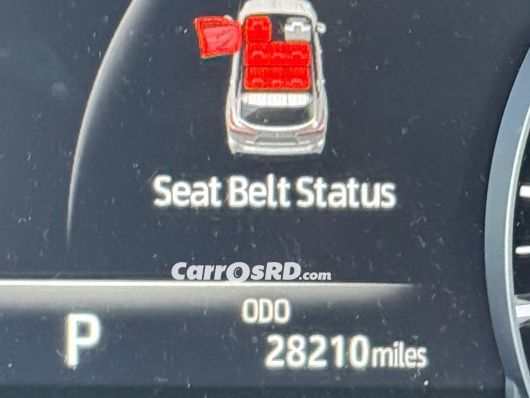 Seat Belt Status
CarrOsRD.com
ODO
P
28210 miles